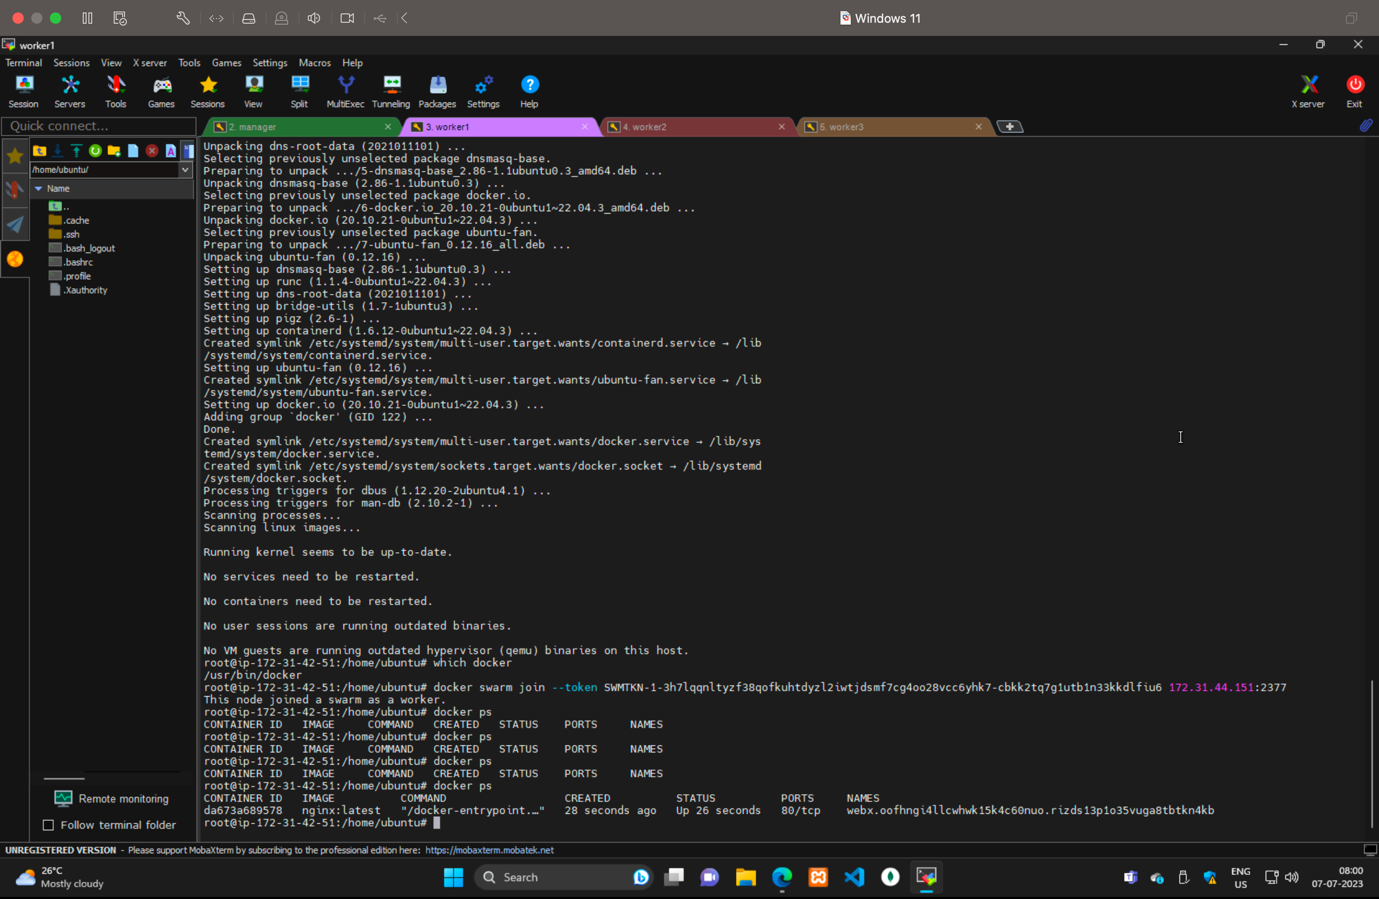 Windows 11
worker1
Terminal Sessions View X server Tools Games Settings Macros Help
Session Servers Tools Games Sessions View Split MultiExec Tunneling Packages Settings Help X server Exit
Quick connect...
2. manager 3. worker1 4. worker2 5. worker3
/home/ubuntu/
Name
..
.cache
.ssh
.bash_logout
.bashrc
.profile
.Xauthority
Remote monitoring
Follow terminal folder
Unpacking dns-root-data (2021011101) ...
Selecting previously unselected package dnsmasq-base.
Preparing to unpack .../5-dnsmasq-base_2.86-1.1ubuntu0.3_amd64.deb ...
Unpacking dnsmasq-base (2.86-1.1ubuntu0.3) ...
Selecting previously unselected package docker.io.
Preparing to unpack .../6-docker.io_20.10.21-0ubuntu1~22.04.3_amd64.deb ...
Unpacking docker.io (20.10.21-0ubuntu1~22.04.3) ...
Selecting previously unselected package ubuntu-fan.
Preparing to unpack .../7-ubuntu-fan_0.12.16_all.deb ...
Unpacking ubuntu-fan (0.12.16) ...
Setting up dnsmasq-base (2.86-1.1ubuntu0.3) ...
Setting up runc (1.1.4-0ubuntu1~22.04.3) ...
Setting up dns-root-data (2021011101) ...
Setting up bridge-utils (1.7-1ubuntu3) ...
Setting up pigz (2.6-1) ...
Setting up containerd (1.6.12-0ubuntu1~22.04.3) ...
Created symlink /etc/systemd/system/multi-user.target.wants/containerd.service → /lib
/systemd/system/containerd.service.
Setting up ubuntu-fan (0.12.16) ...
Created symlink /etc/systemd/system/multi-user.target.wants/ubuntu-fan.service → /lib
/systemd/system/ubuntu-fan.service.
Setting up docker.io (20.10.21-0ubuntu1~22.04.3) ...
Adding group `docker' (GID 122) ...
Done.
Created symlink /etc/systemd/system/multi-user.target.wants/docker.service → /lib/sys
temd/system/docker.service.
Created symlink /etc/systemd/system/sockets.target.wants/docker.socket → /lib/systemd
/system/docker.socket.
Processing triggers for dbus (1.12.20-2ubuntu4.1) ...
Processing triggers for man-db (2.10.2-1) ...
Scanning processes...
Scanning linux images...
Running kernel seems to be up-to-date.
No services need to be restarted.
No containers need to be restarted.
No user sessions are running outdated binaries.
No VM guests are running outdated hypervisor (qemu) binaries on this host.
root@ip-172-31-42-51:/home/ubuntu# which docker
/usr/bin/docker
root@ip-172-31-42-51:/home/ubuntu# docker swarm join --token SWMTKN-1-3h7lqqnltyzf38qofkuhtdyzl2iwtjdsmf7cg4oo28vcc6yhk7-cbkk2tq7g1utb1n33kkdlfiu6 172.31.44.151:2377
This node joined a swarm as a worker.
root@ip-172-31-42-51:/home/ubuntu# docker ps
CONTAINER ID IMAGE COMMAND CREATED STATUS PORTS NAMES
root@ip-172-31-42-51:/home/ubuntu# docker ps
CONTAINER ID IMAGE COMMAND CREATED STATUS PORTS NAMES
root@ip-172-31-42-51:/home/ubuntu# docker ps
CONTAINER ID IMAGE COMMAND CREATED STATUS PORTS NAMES
root@ip-172-31-42-51:/home/ubuntu# docker ps
CONTAINER ID IMAGE COMMAND CREATED STATUS PORTS NAMES
da673a689578 nginx:latest "/docker-entrypoint.…" 28 seconds ago Up 26 seconds 80/tcp webx.oofhngi4llcwhwk15k4c60nuo.rizds13p1o35vuga8tbtkn4kb
root@ip-172-31-42-51:/home/ubuntu#
UNREGISTERED VERSION - Please support MobaXterm by subscribing to the professional edition here: https://mobaxterm.mobatek.net
26°C
Mostly cloudy
Search
ENG
US
08:00
07-07-2023